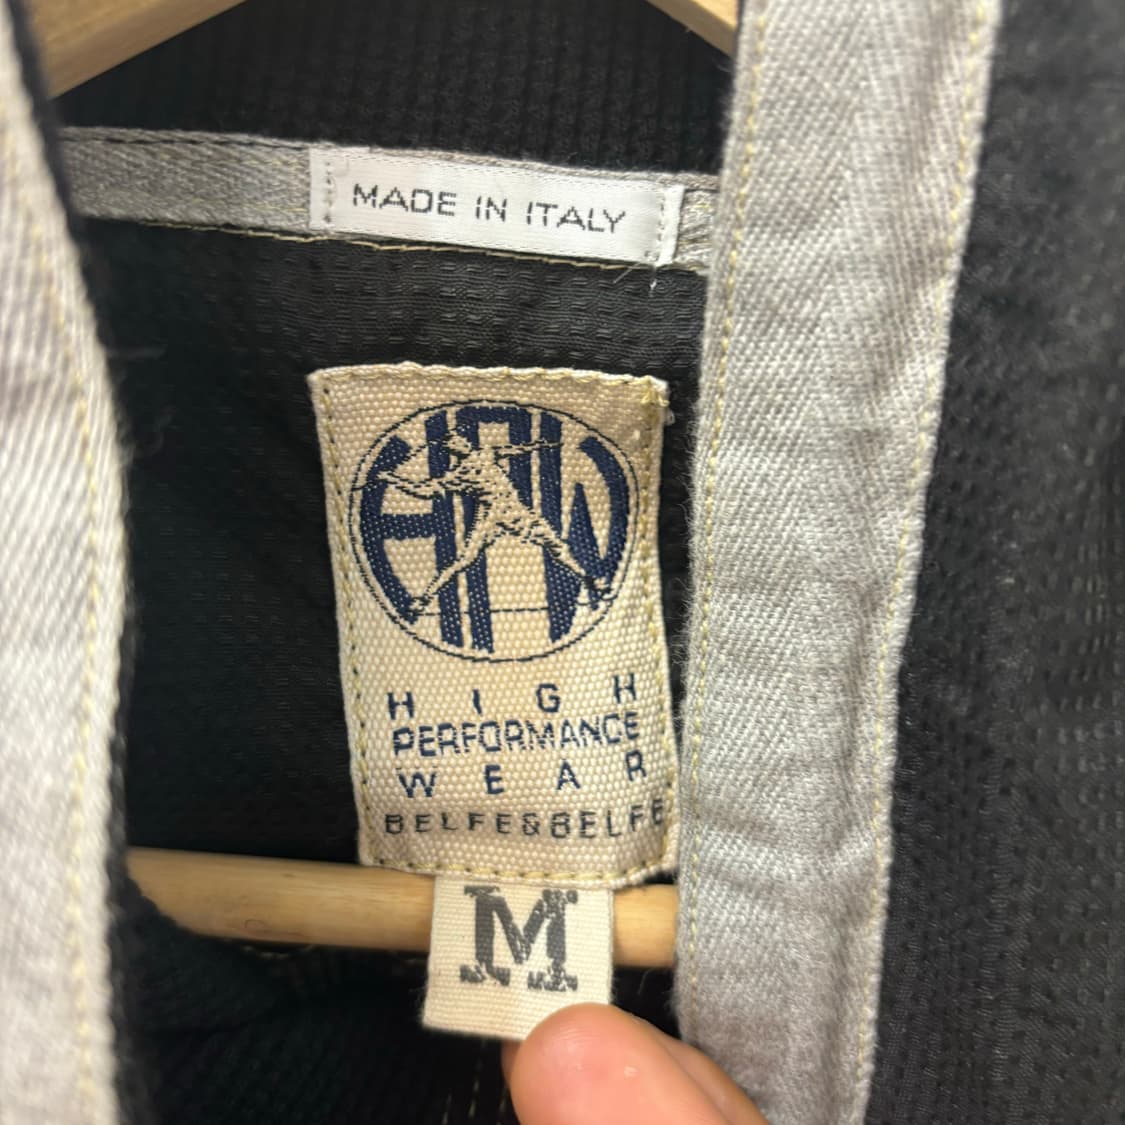 MADE IN ITALY
HPW
HIGH
PERFORMANCE
WEAR
BELFE&BELFE
M